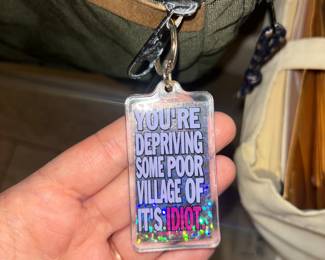 YOU'RE
DEPRIVING
SOME POOR
VILLAGE OF
IT'S IDIOT